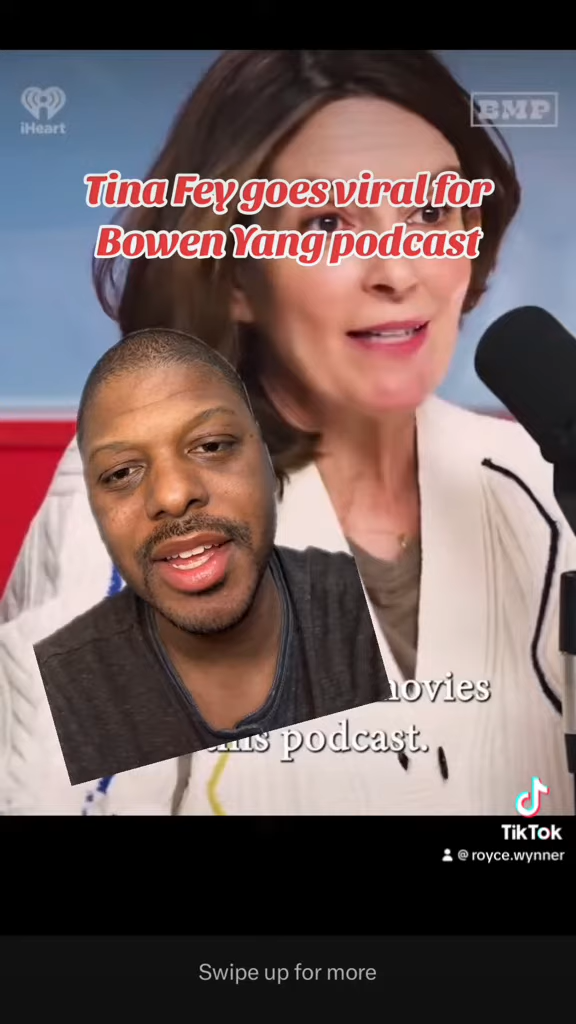 iHeart
BMP
Tina Fey goes viral for
Bowen Yang podcast
movies
this podcast.
TikTok
@ royce.wynner
Swipe up for more